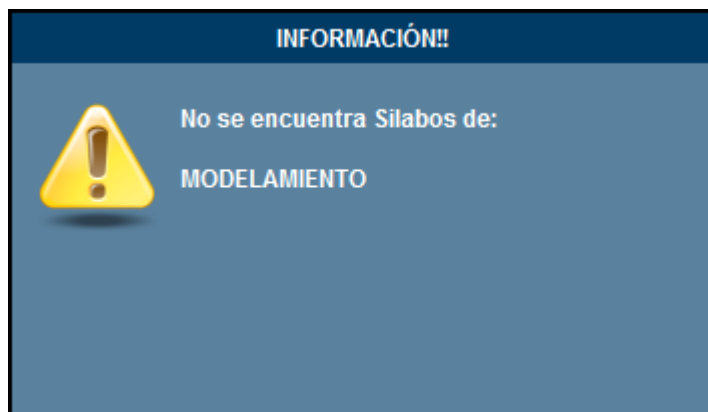 INFORMACIÓN!!
No se encuentra Silabos de:
MODELAMIENTO